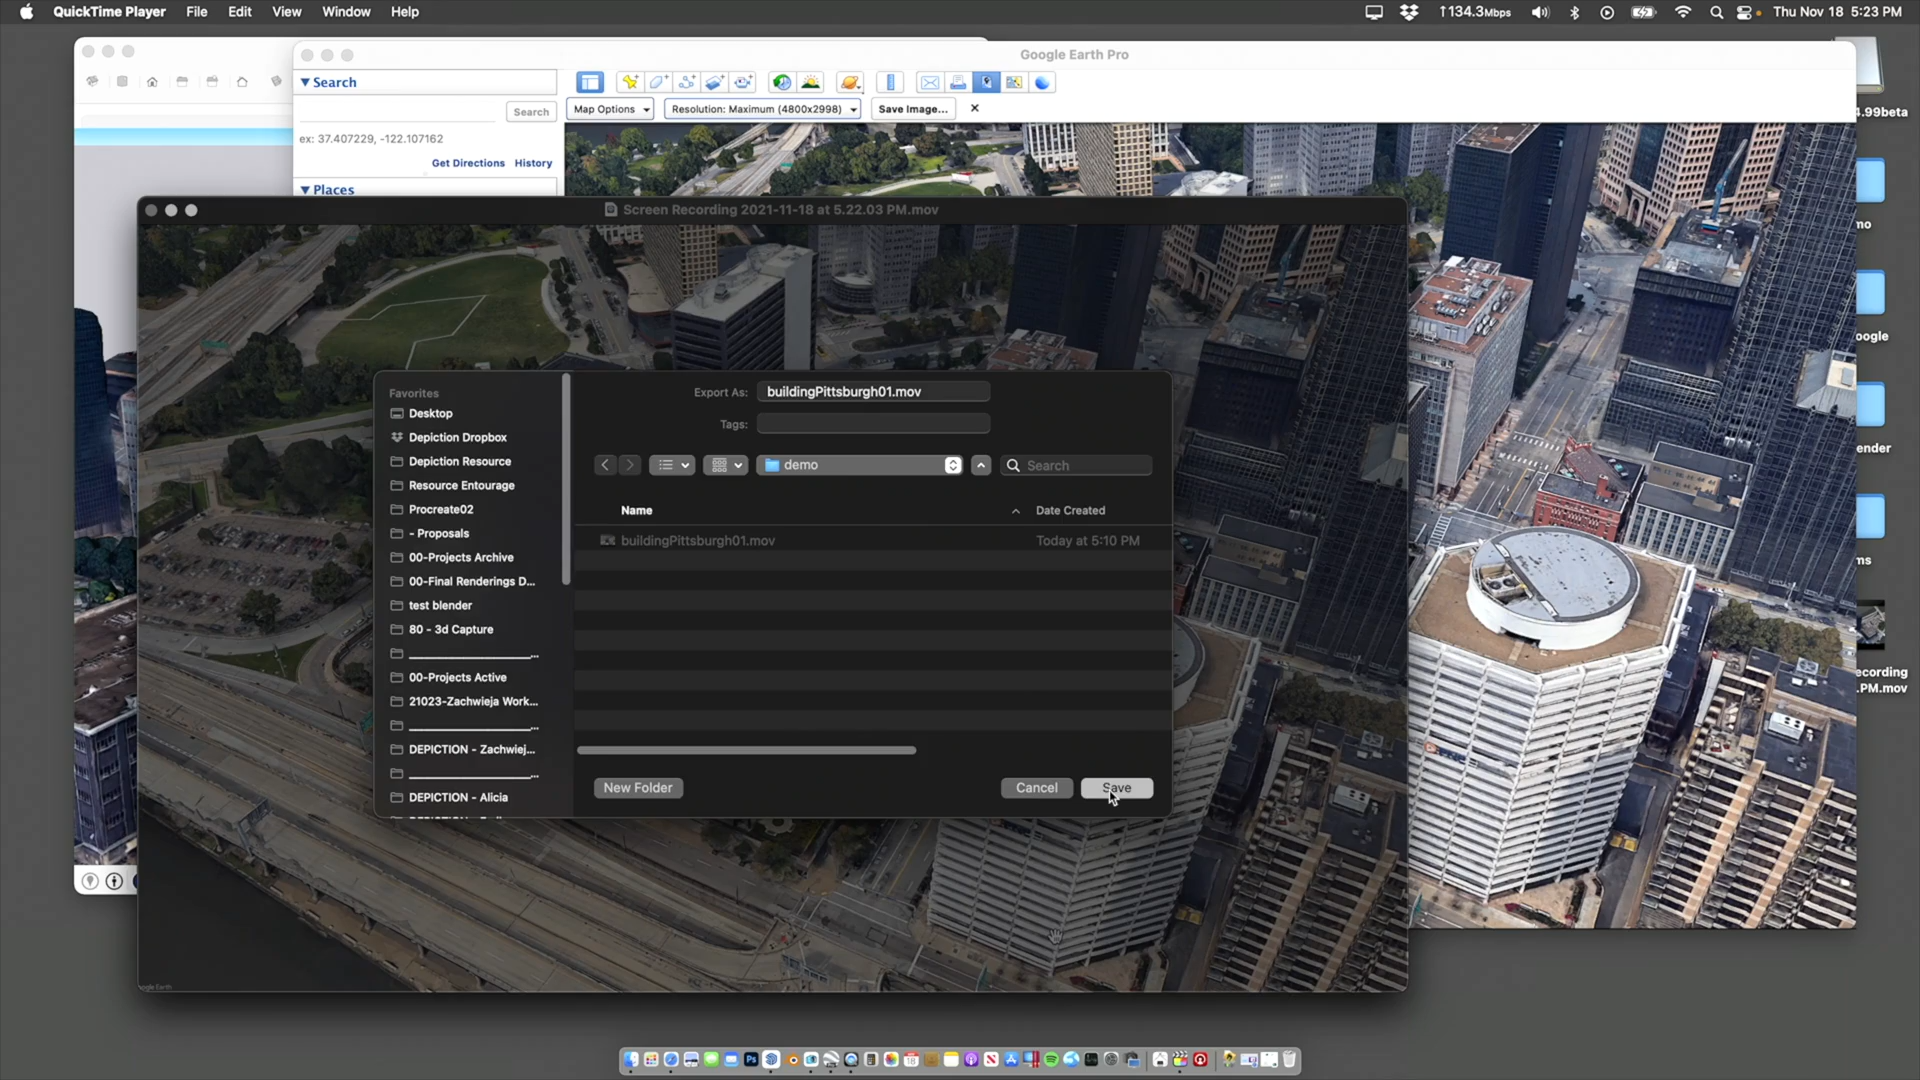 QuickTime Player File Edit View Window Help
↑134.3Mbps Thu Nov 18 5:23 PM
Google Earth Pro
Search
Map Options Resolution: Maximum (4800x2998) Save Image...
Search
ex: 37.407229, -122.107162
Get Directions History
Places
Screen Recording 2021-11-18 at 5.22.03 PM.mov
Favorites
Desktop
Depiction Dropbox
Depiction Resource
Resource Entourage
Procreate02
- Proposals
00-Projects Archive
00-Final Renderings D...
test blender
80 - 3d Capture
00-Projects Active
21023-Zachwieja Work...
DEPICTION - Zachwiej...
DEPICTION - Alicia
Export As: buildingPittsburgh01.mov
Tags:
demo
Search
Name Date Created
buildingPittsburgh01.mov Today at 5:10 PM
New Folder Cancel Save
4.99beta
mo
oogle
ender
ms
ecording
.PM.mov
18